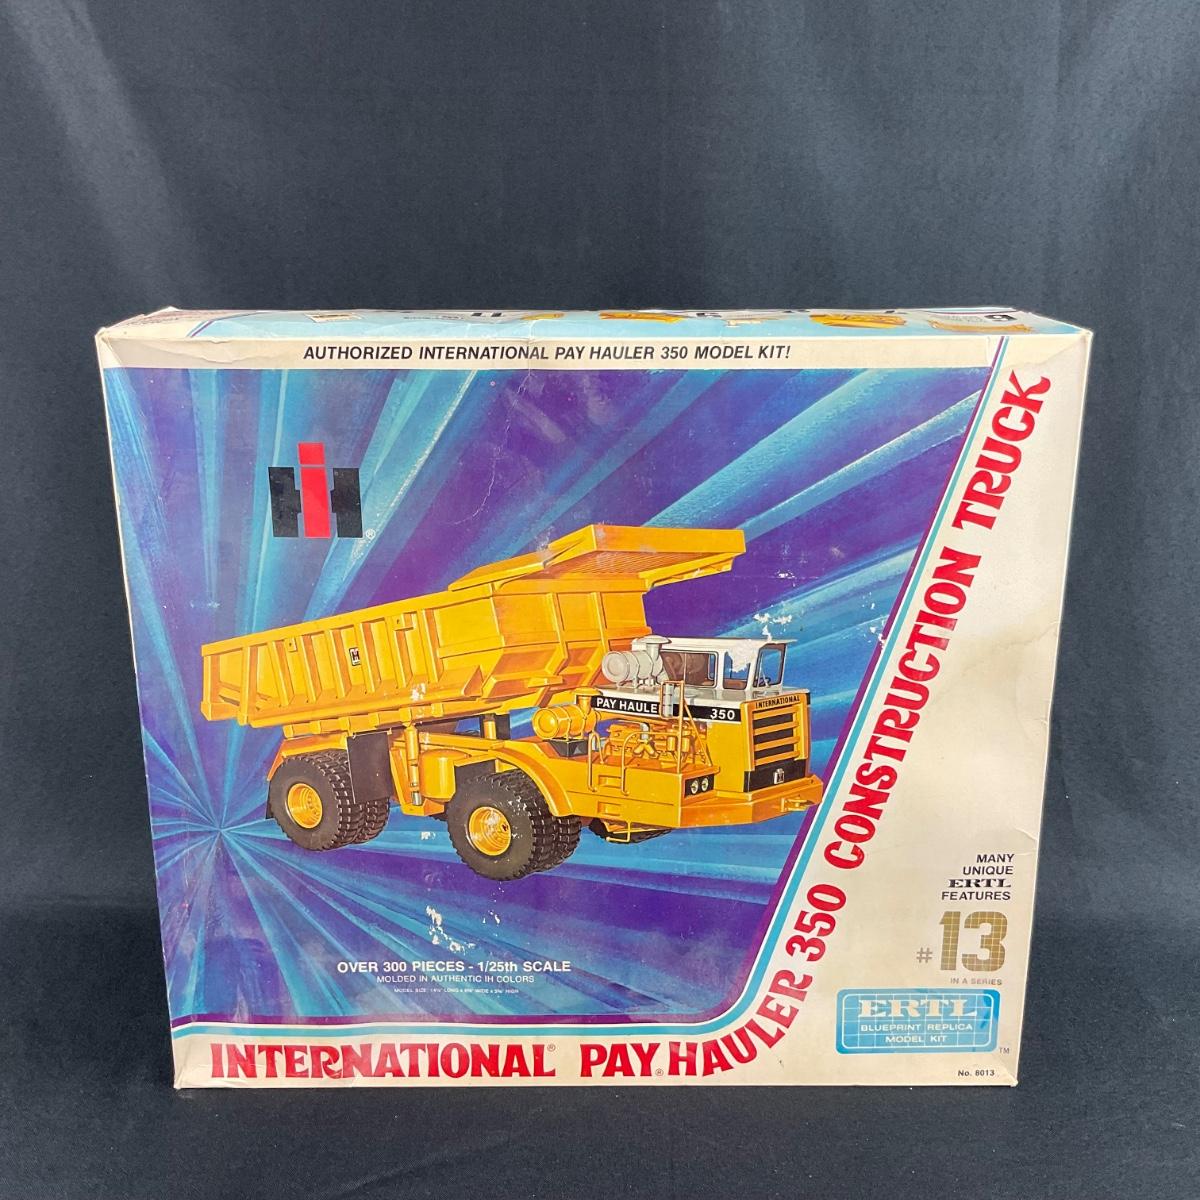 AUTHORIZED INTERNATIONAL PAY HAULER 350 MODEL KIT!
IH®
PAY HAULER
350
INTERNATIONAL
OVER 300 PIECES - 1/25th SCALE
MOLDED IN AUTHENTIC IH COLORS
INTERNATIONAL® PAY® HAULER 350 CONSTRUCTION TRUCK
MANY
UNIQUE
ERTL
FEATURES
#13
IN A SERIES
ERTL
BLUEPRINT REPLICA
MODEL KIT
TM
No. 8013